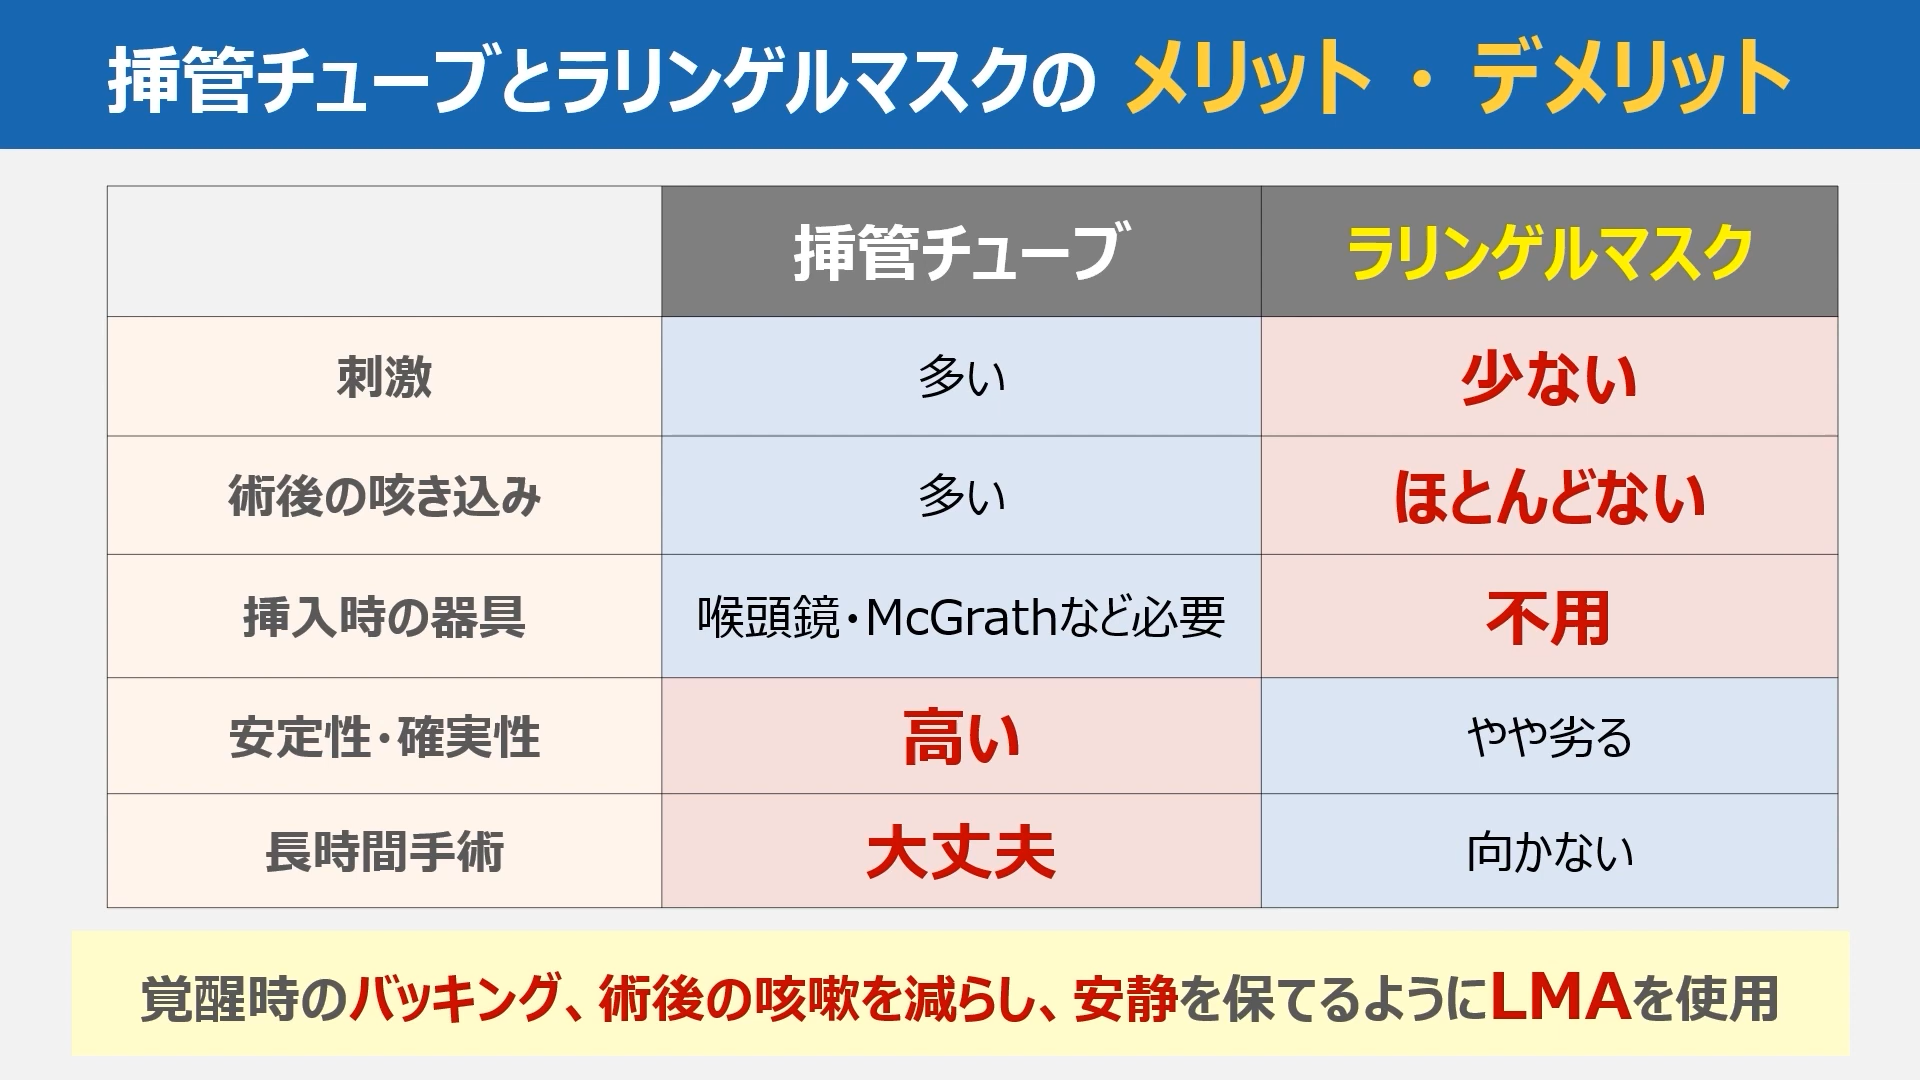 挿管チューブとラリンゲルマスクの メリット・デメリット
挿管チューブ ラリンゲルマスク
刺激 多い 少ない
術後の咳き込み 多い ほとんどない
挿入時の器具 喉頭鏡・McGrathなど必要 不用
安定性・確実性 高い やや劣る
長時間手術 大丈夫 向かない
覚醒時のバッキング、術後の咳嗽を減らし、安静を保てるようにLMAを使用